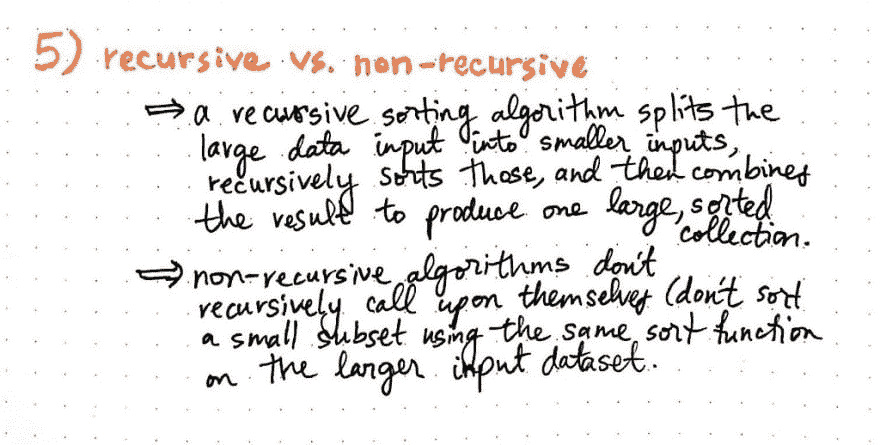 5) recursive vs. non-recursive
⇒ a recursive sorting algorithm splits the
large data input into smaller inputs,
recursively sorts those, and then combines
the result to produce one large, sorted
collection.
⇒ non-recursive algorithms don't
recursively call upon themselves (don't sort
a small subset using the same sort function
on the larger input dataset.